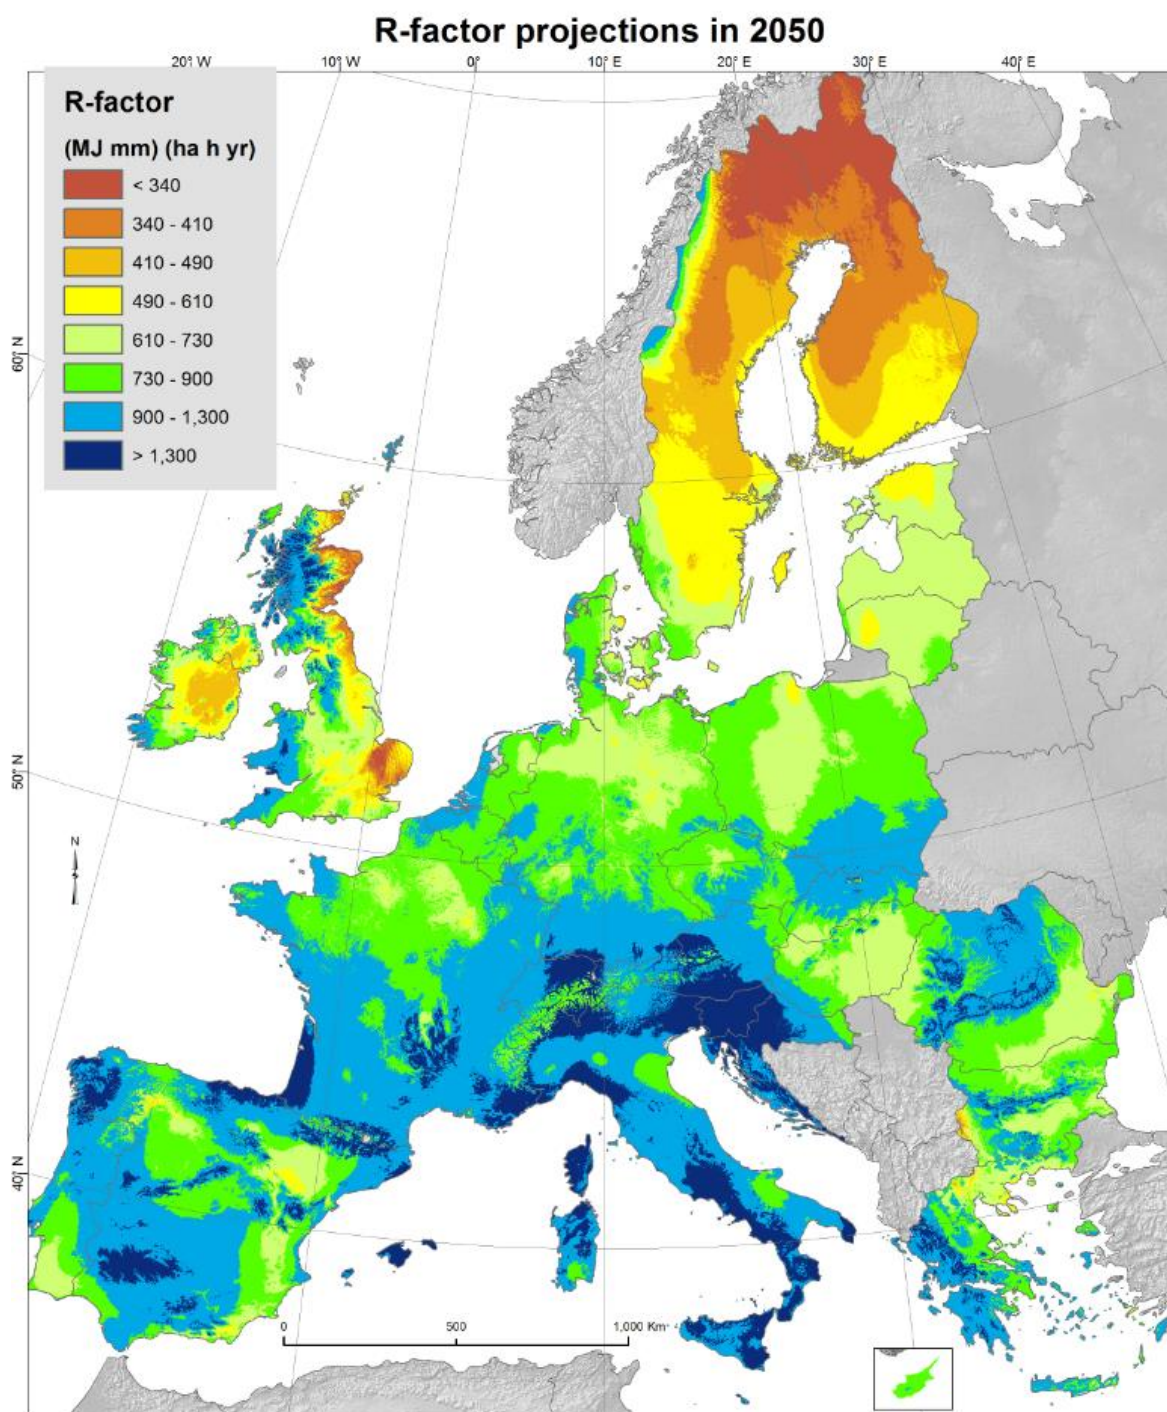 R-factor projections in 2050
20° W
10° W
0°
10° E
20° E
30° E
40° E
R-factor
(MJ mm) (ha h yr)
< 340
340 - 410
410 - 490
490 - 610
610 - 730
730 - 900
900 - 1,300
> 1,300
60° N
50° N
N
40° N
0
500
1,000 Km